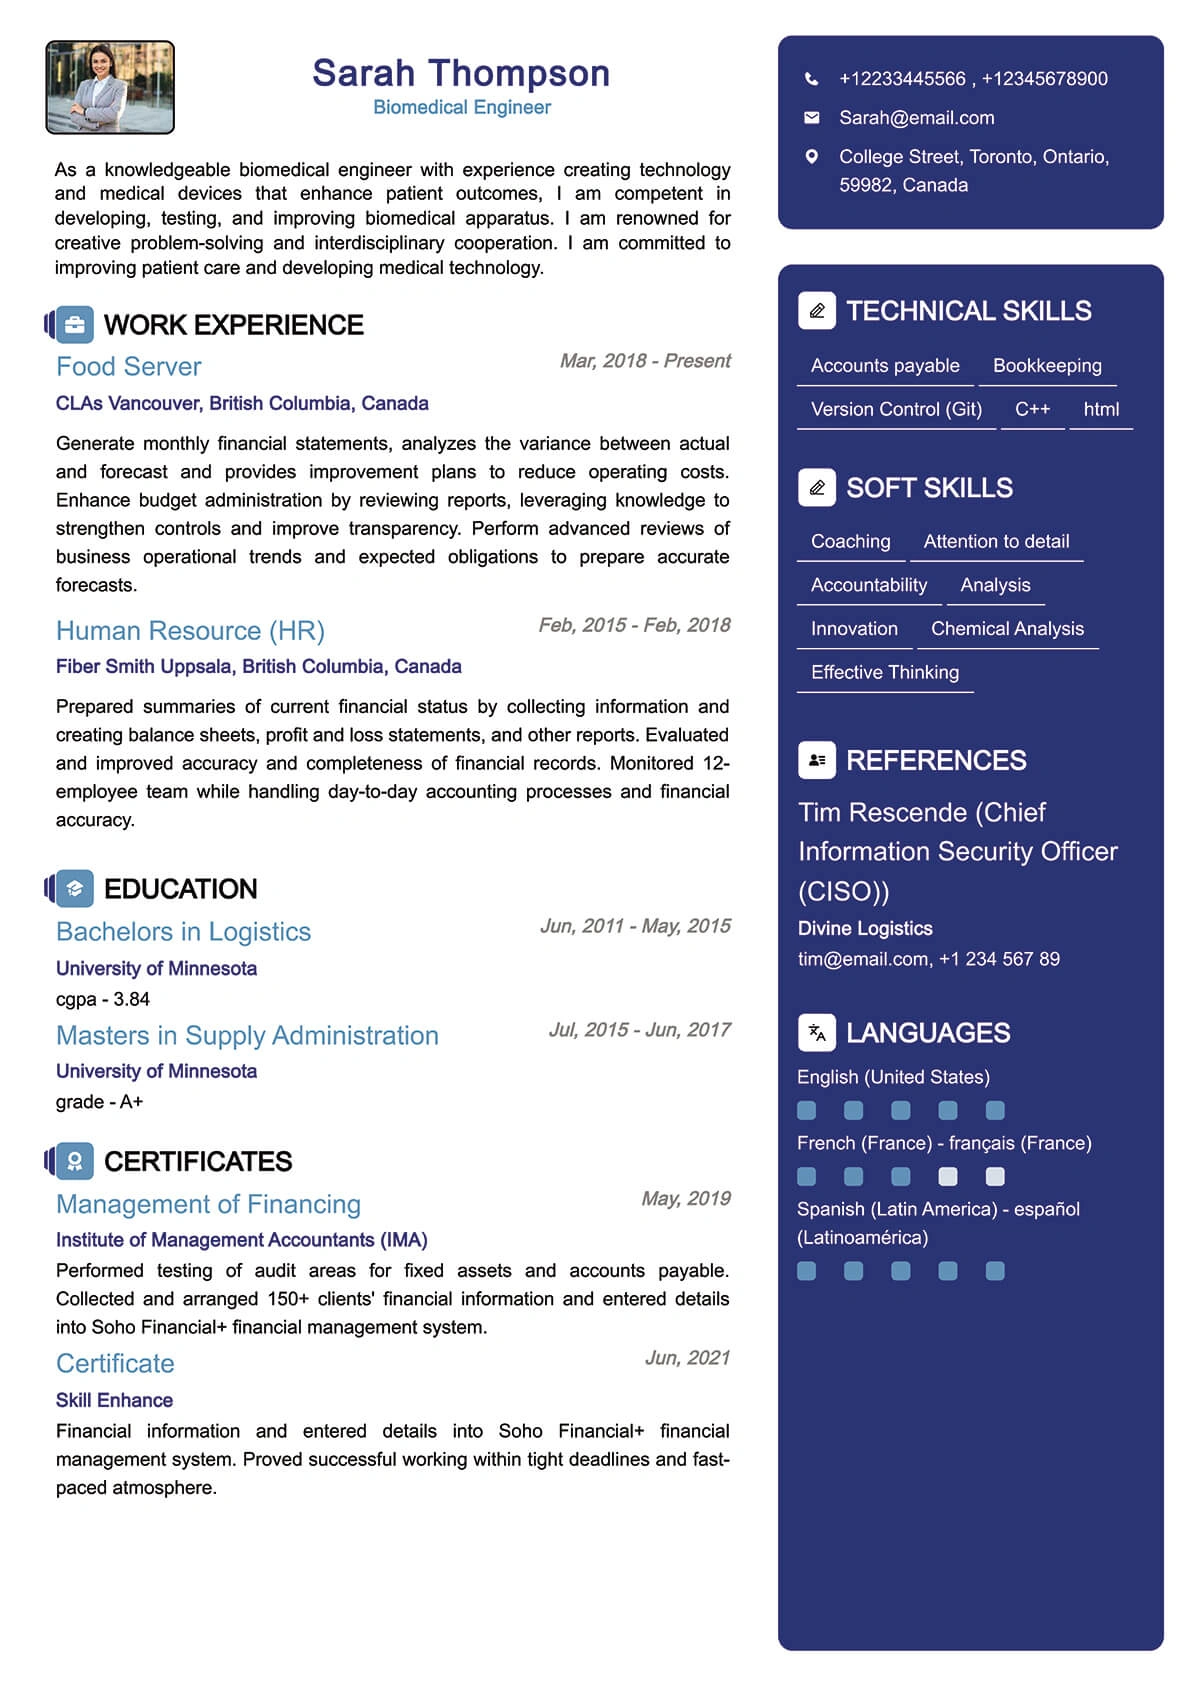 Sarah Thompson
Biomedical Engineer
As a knowledgeable biomedical engineer with experience creating technology
and medical devices that enhance patient outcomes, I am competent in
developing, testing, and improving biomedical apparatus. I am renowned for
creative problem-solving and interdisciplinary cooperation. I am committed to
improving patient care and developing medical technology.
WORK EXPERIENCE
Food Server
Mar, 2018 - Present
CLAs Vancouver, British Columbia, Canada
Generate monthly financial statements, analyzes the variance between actual
and forecast and provides improvement plans to reduce operating costs.
Enhance budget administration by reviewing reports, leveraging knowledge to
strengthen controls and improve transparency. Perform advanced reviews of
business operational trends and expected obligations to prepare accurate
forecasts.
Human Resource (HR)
Feb, 2015 - Feb, 2018
Fiber Smith Uppsala, British Columbia, Canada
Prepared summaries of current financial status by collecting information and
creating balance sheets, profit and loss statements, and other reports. Evaluated
and improved accuracy and completeness of financial records. Monitored 12-
employee team while handling day-to-day accounting processes and financial
accuracy.
EDUCATION
Bachelors in Logistics
Jun, 2011 - May, 2015
University of Minnesota
cgpa - 3.84
Masters in Supply Administration
Jul, 2015 - Jun, 2017
University of Minnesota
grade - A+
CERTIFICATES
Management of Financing
May, 2019
Institute of Management Accountants (IMA)
Performed testing of audit areas for fixed assets and accounts payable.
Collected and arranged 150+ clients' financial information and entered details
into Soho Financial+ financial management system.
Certificate
Jun, 2021
Skill Enhance
Financial information and entered details into Soho Financial+ financial
management system. Proved successful working within tight deadlines and fast-
paced atmosphere.
+12233445566 , +12345678900
Sarah@email.com
College Street, Toronto, Ontario,
59982, Canada
TECHNICAL SKILLS
Accounts payable Bookkeeping
Version Control (Git) C++ html
SOFT SKILLS
Coaching Attention to detail
Accountability Analysis
Innovation Chemical Analysis
Effective Thinking
REFERENCES
Tim Rescende (Chief
Information Security Officer
(CISO))
Divine Logistics
tim@email.com, +1 234 567 89
LANGUAGES
English (United States)
French (France) - français (France)
Spanish (Latin America) - español
(Latinoamérica)